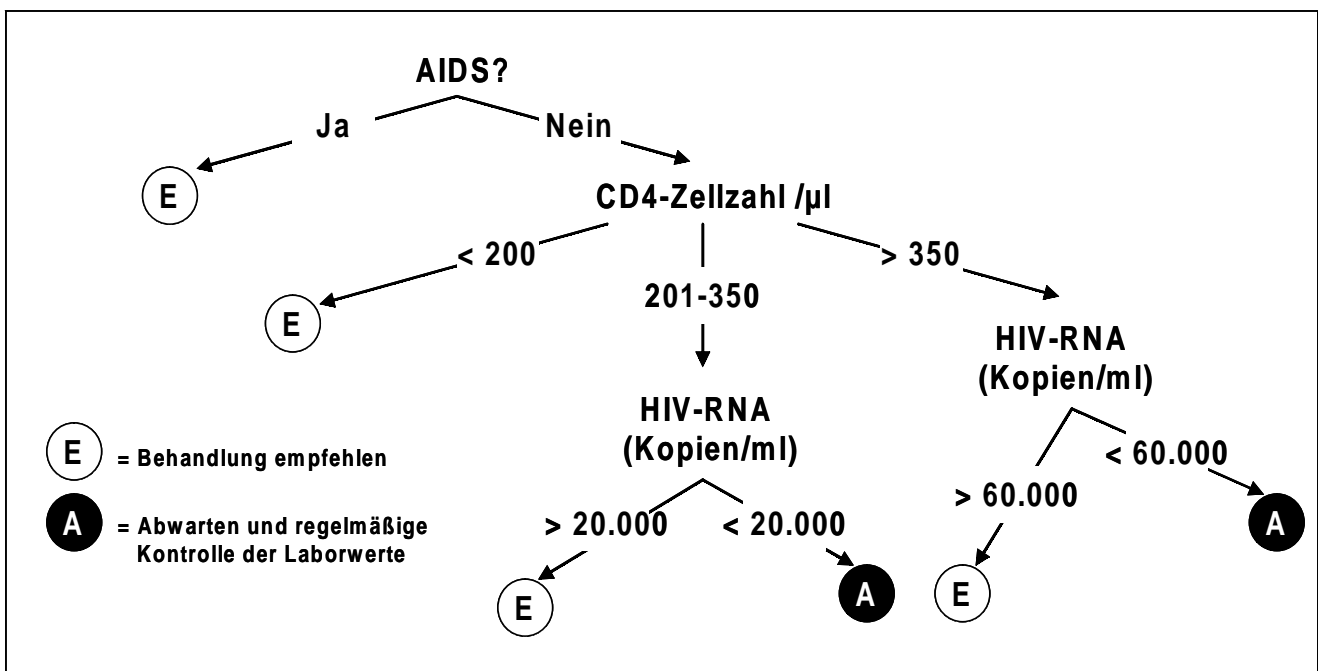 AIDS?
Ja
Nein
E
CD4-Zellzahl /µl
< 200
> 350
201-350
E
HIV-RNA
(Kopien/ml)
HIV-RNA
(Kopien/ml)
< 60.000
> 60.000
A
> 20.000
< 20.000
E
A
E
E = Behandlung empfehlen
A = Abwarten und regelmäßige
Kontrolle der Laborwerte